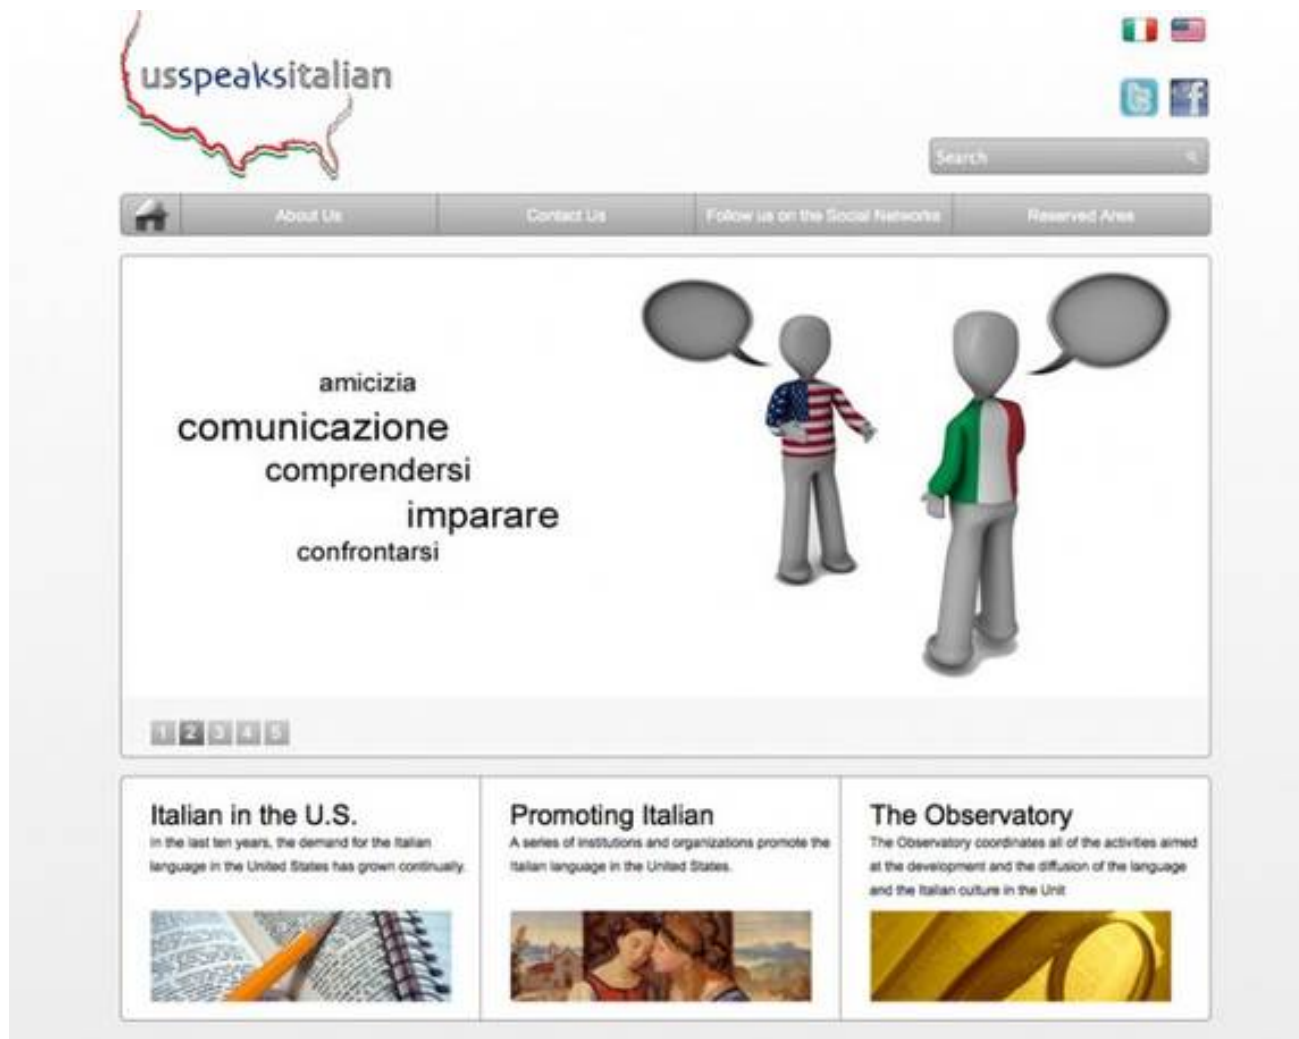 usspeaksitalian
Search
About Us
Contact Us
Follow us on the Social Networks
Reserved Area
amicizia
comunicazione
comprendersi
imparare
confrontarsi
1 2 3 4 5
Italian in the U.S.
In the last ten years, the demand for the Italian
language in the United States has grown continually.
Promoting Italian
A series of institutions and organizations promote the
Italian language in the United States.
The Observatory
The Observatory coordinates all of the activities aimed
at the development and the diffusion of the language
and the Italian culture in the Unit